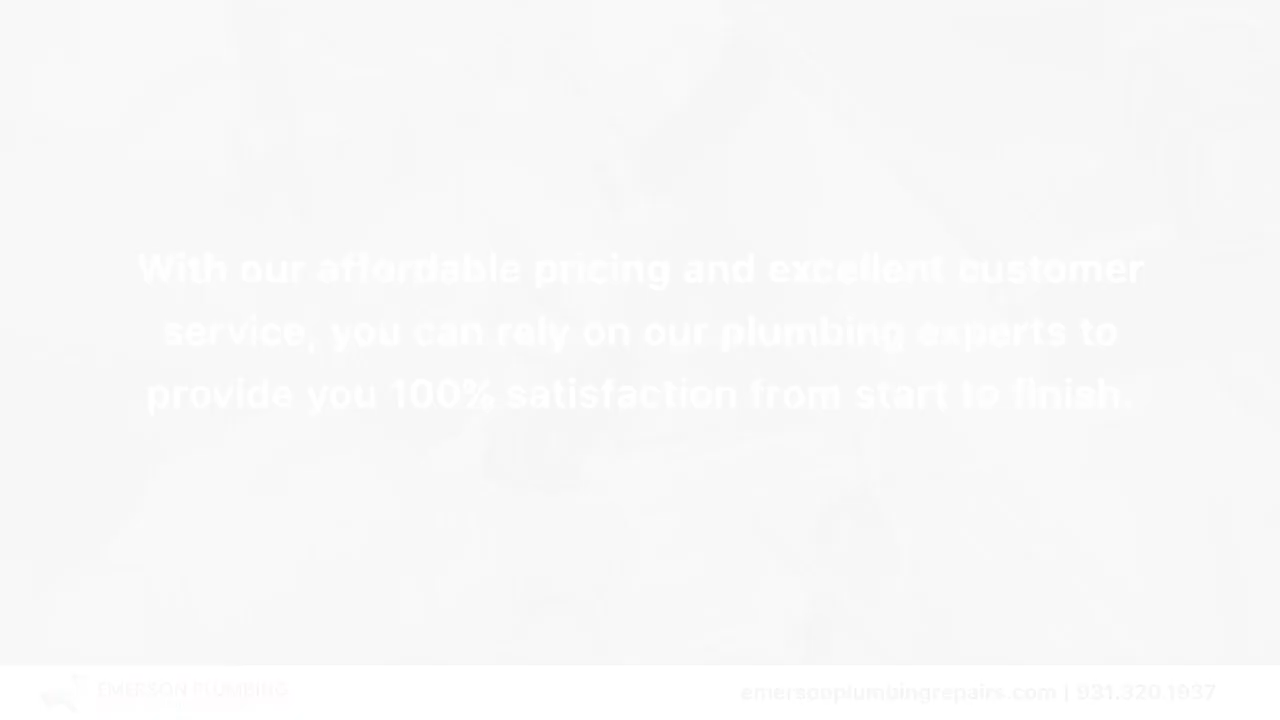 With our affordable pricing and excellent customer
service, you can rely on our plumbing experts to
provide you 100% satisfaction from start to finish.
EMERSON PLUMBING
emersonplumbingrepairs.com | 931.320.1937